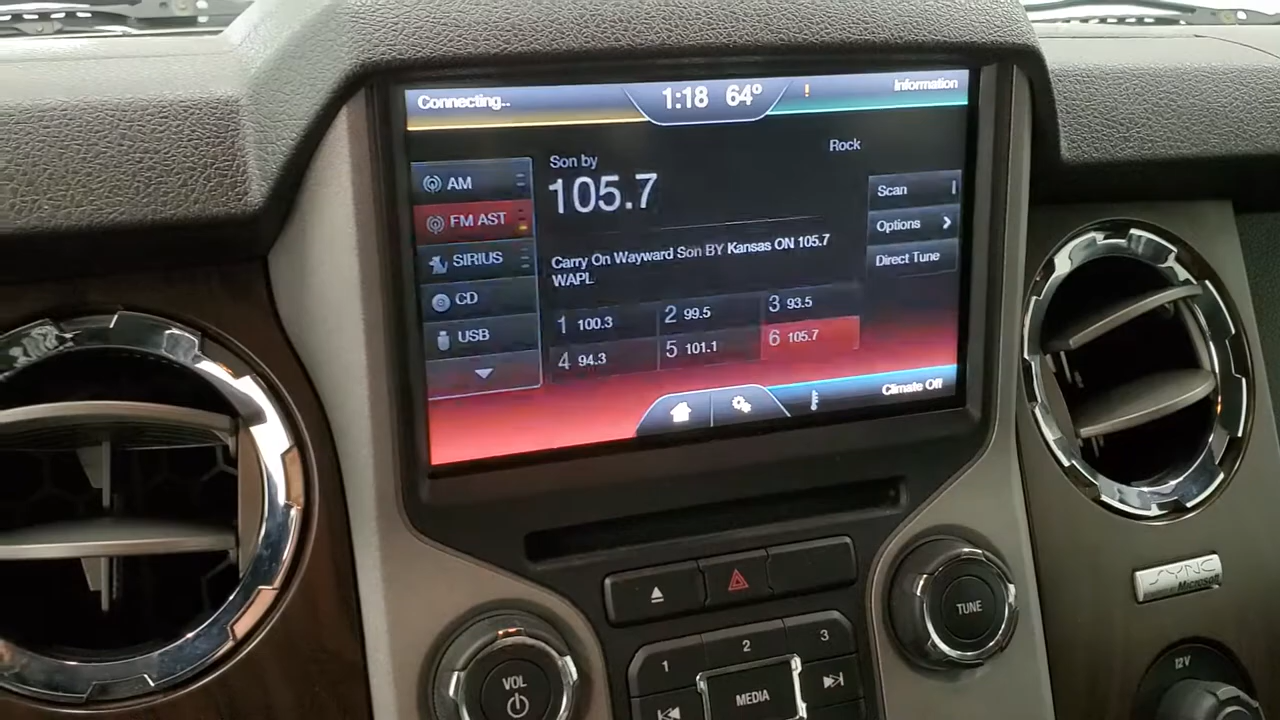 Connecting..
1:18 64°
!
Information
Rock
Son by
105.7
AM
FM AST
SIRIUS
CD
USB
Scan
Options
Direct Tune
Carry On Wayward Son BY Kansas ON 105.7
WAPL
1 100.3
2 99.5
3 93.5
4 94.3
5 101.1
6 105.7
Climate Off
VOL
1
2
3
MEDIA
TUNE
SYNC
Microsoft
12V